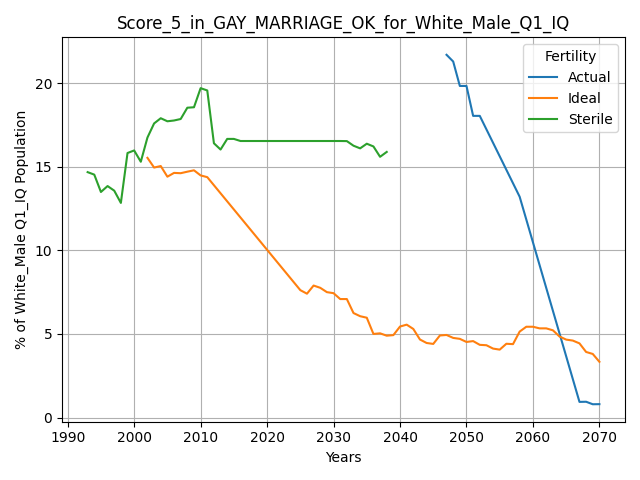 Score_5_in_GAY_MARRIAGE_OK_for_White_Male_Q1_IQ
Fertility
Actual
Ideal
Sterile
% of White_Male Q1_IQ Population
20
15
10
5
0
1990 2000 2010 2020 2030 2040 2050 2060 2070
Years